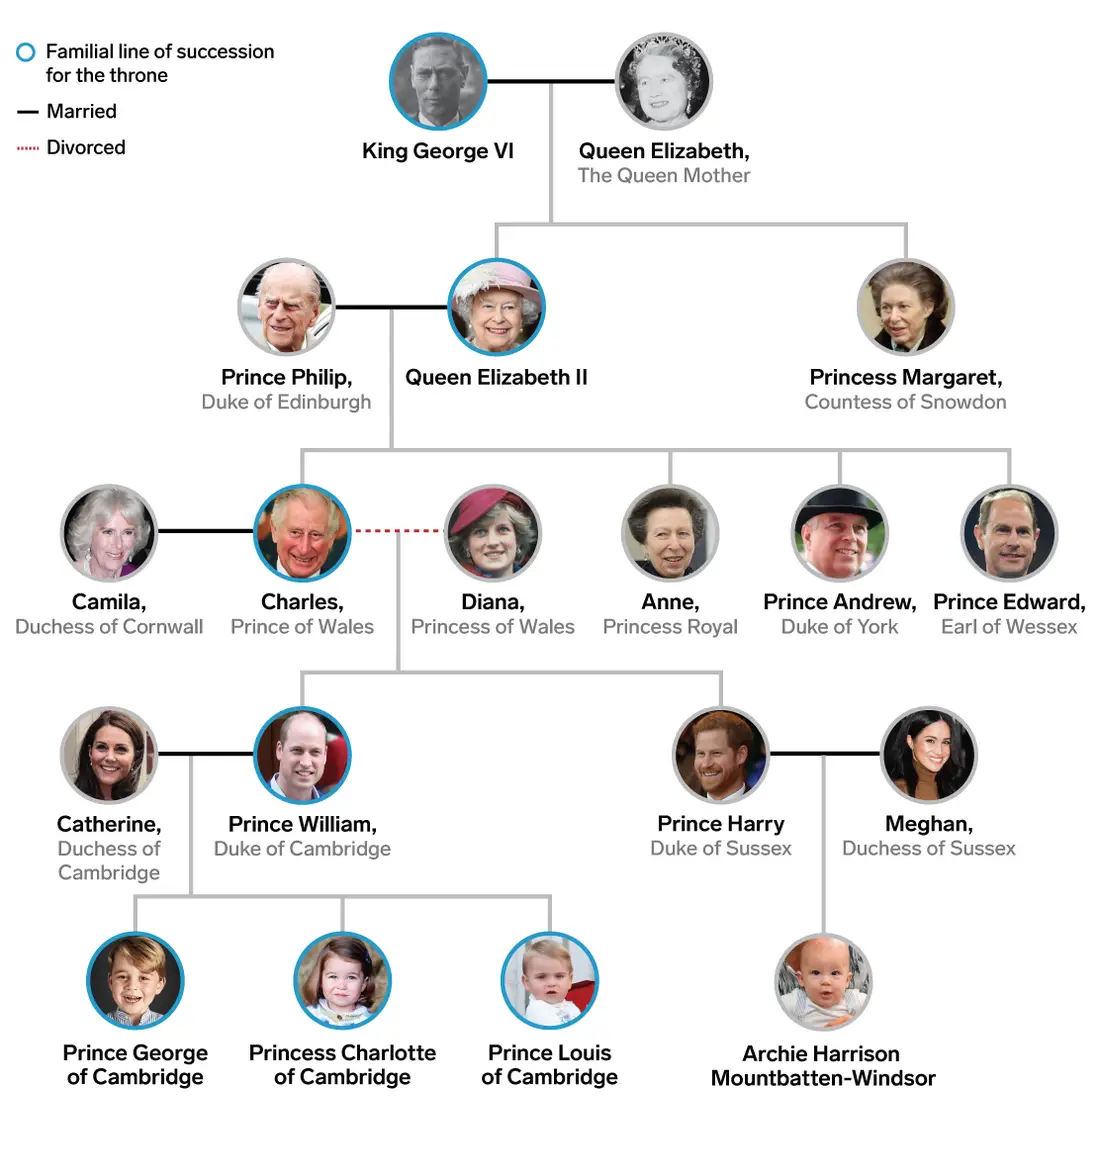 Familial line of succession
for the throne
Married
Divorced
King George VI
Queen Elizabeth,
The Queen Mother
Prince Philip,
Duke of Edinburgh
Queen Elizabeth II
Princess Margaret,
Countess of Snowdon
Camila,
Duchess of Cornwall
Charles,
Prince of Wales
Diana,
Princess of Wales
Anne,
Princess Royal
Prince Andrew,
Duke of York
Prince Edward,
Earl of Wessex
Catherine,
Duchess of
Cambridge
Prince William,
Duke of Cambridge
Prince Harry
Duke of Sussex
Meghan,
Duchess of Sussex
Prince George
of Cambridge
Princess Charlotte
of Cambridge
Prince Louis
of Cambridge
Archie Harrison
Mountbatten-Windsor